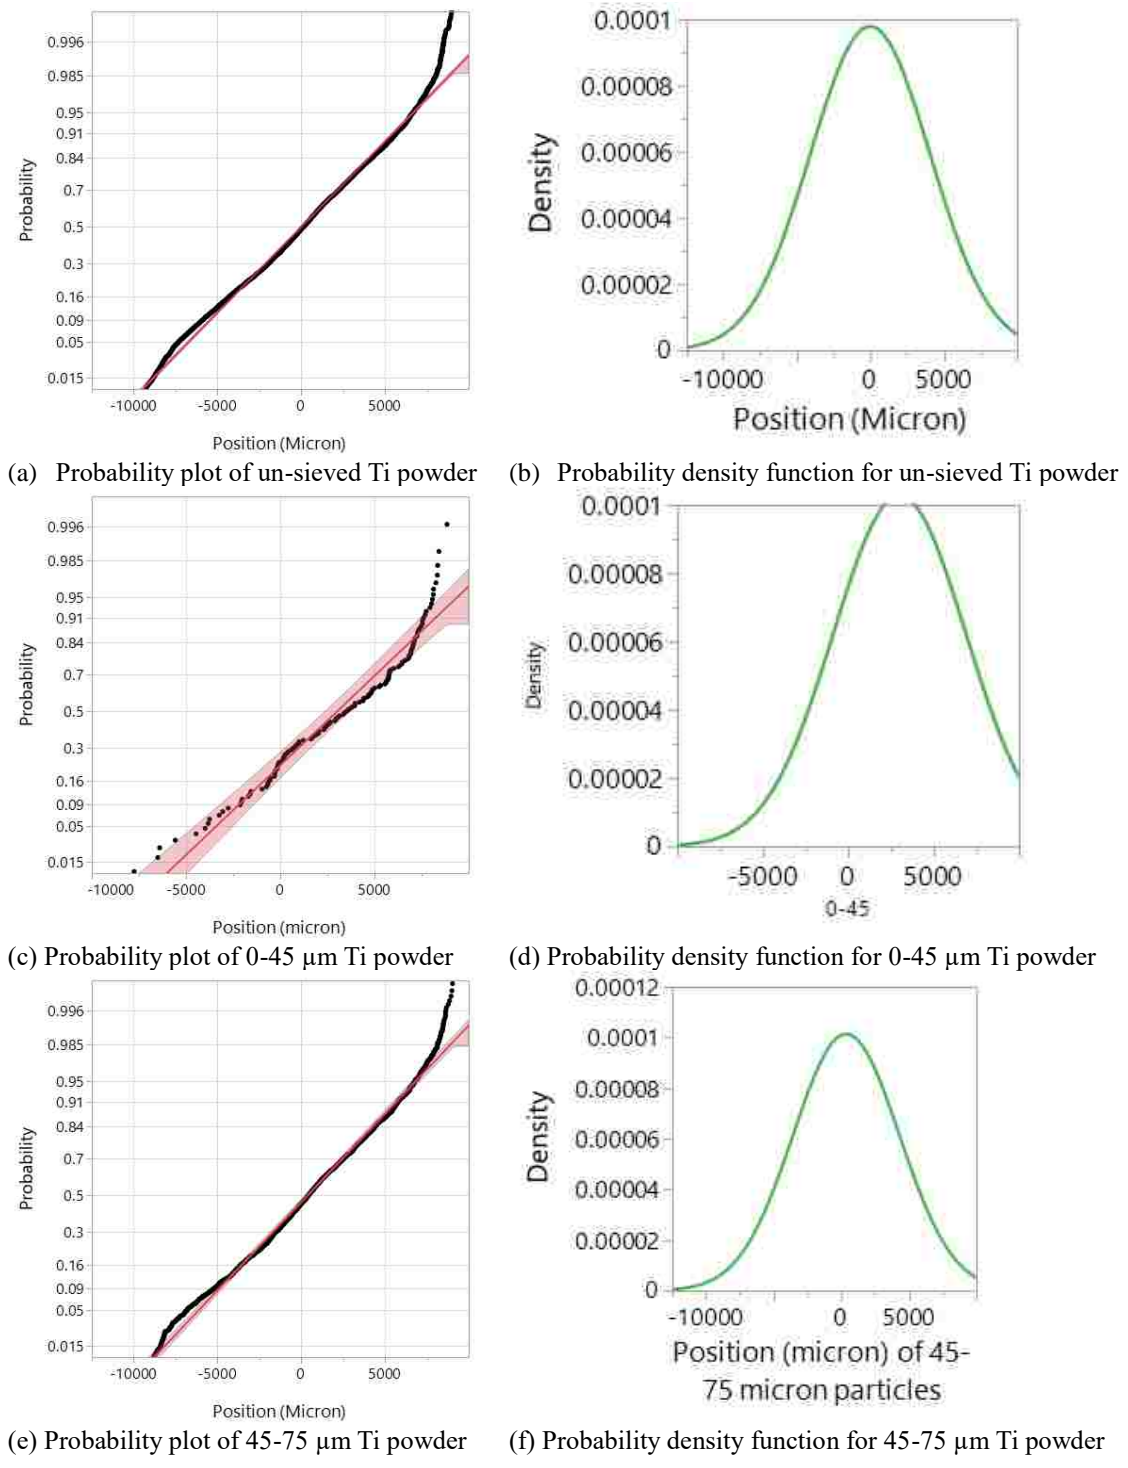 0.996
0.985
0.95
0.91
0.84
0.7
0.5
0.3
0.16
0.09
0.05
0.015
Probability
-10000 -5000 0 5000
Position (Micron)
0.0001
0.00008
0.00006
0.00004
0.00002
0
Density
-10000 0 5000
Position (Micron)
(a) Probability plot of un-sieved Ti powder
(b) Probability density function for un-sieved Ti powder
0.996
0.985
0.95
0.91
0.84
0.7
0.5
0.3
0.16
0.09
0.05
0.015
Probability
-10000 -5000 0 5000
Position (micron)
0.0001
0.00008
0.00006
0.00004
0.00002
0
Density
-5000 0 5000
0-45
(c) Probability plot of 0-45 µm Ti powder
(d) Probability density function for 0-45 µm Ti powder
0.996
0.985
0.95
0.91
0.84
0.7
0.5
0.3
0.16
0.09
0.05
0.015
Probability
-10000 -5000 0 5000
Position (Micron)
0.00012
0.0001
0.00008
0.00006
0.00004
0.00002
0
Density
-10000 0 5000
Position (micron) of 45-
75 micron particles
(e) Probability plot of 45-75 µm Ti powder
(f) Probability density function for 45-75 µm Ti powder